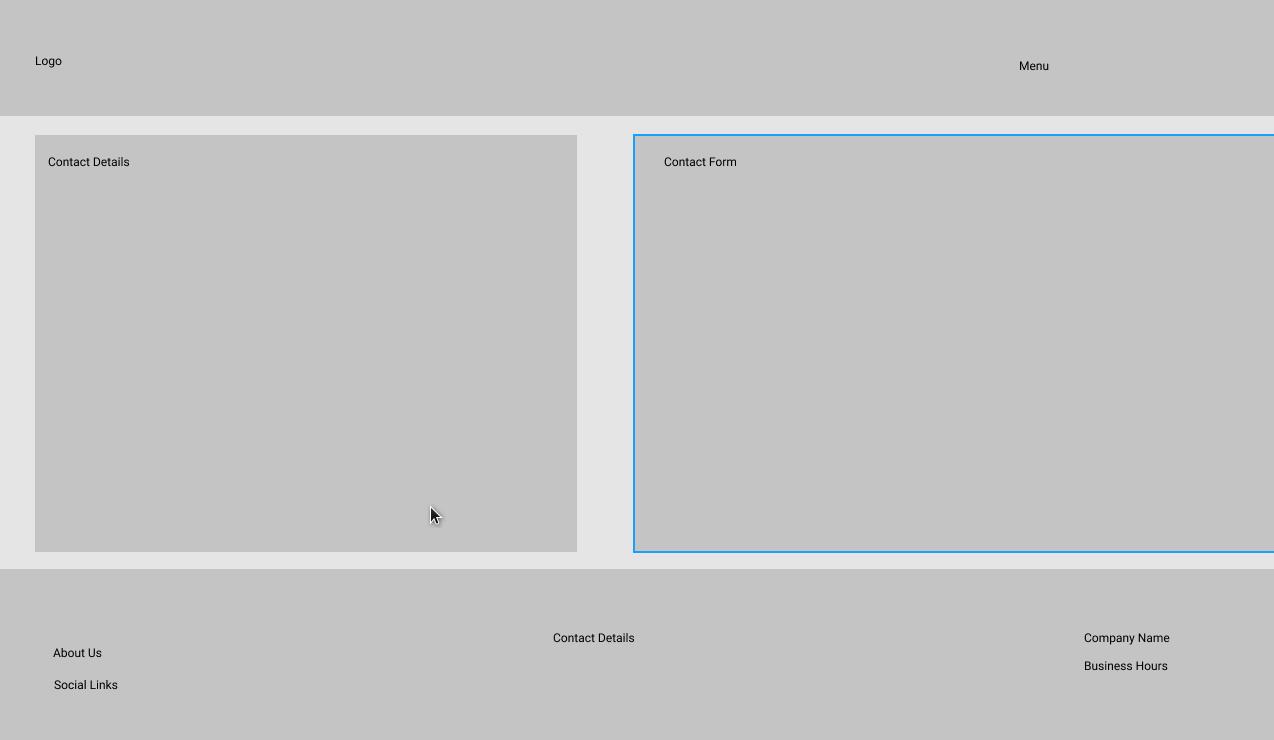 Logo
Menu
Contact Details
Contact Form
About Us
Social Links
Contact Details
Company Name
Business Hours